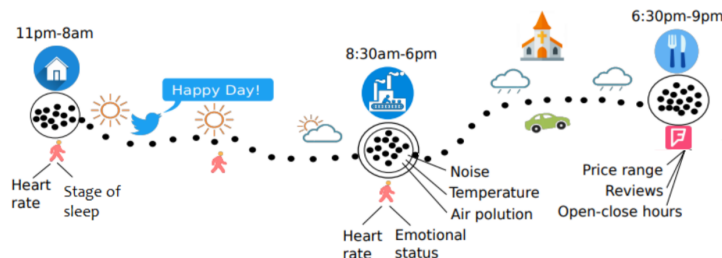 11pm-8am
Happy Day!
Heart
rate
Stage of
sleep
8:30am-6pm
Noise
Temperature
Air polution
Heart
rate
Emotional
status
6:30pm-9pm
Price range
Reviews
Open-close hours